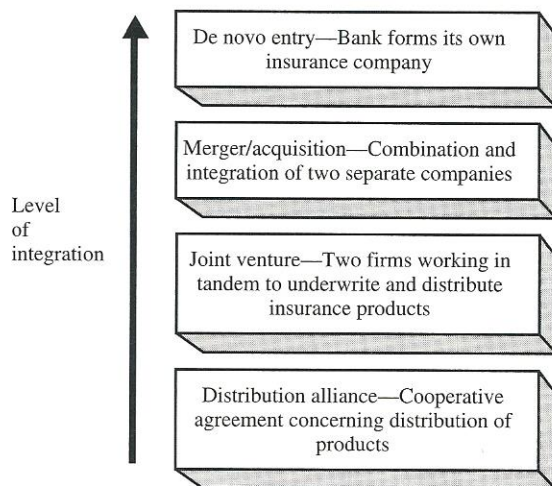 De novo entry—Bank forms its own
insurance company
Merger/acquisition—Combination and
integration of two separate companies
Level
of
integration
Joint venture—Two firms working in
tandem to underwrite and distribute
insurance products
Distribution alliance—Cooperative
agreement concerning distribution of
products